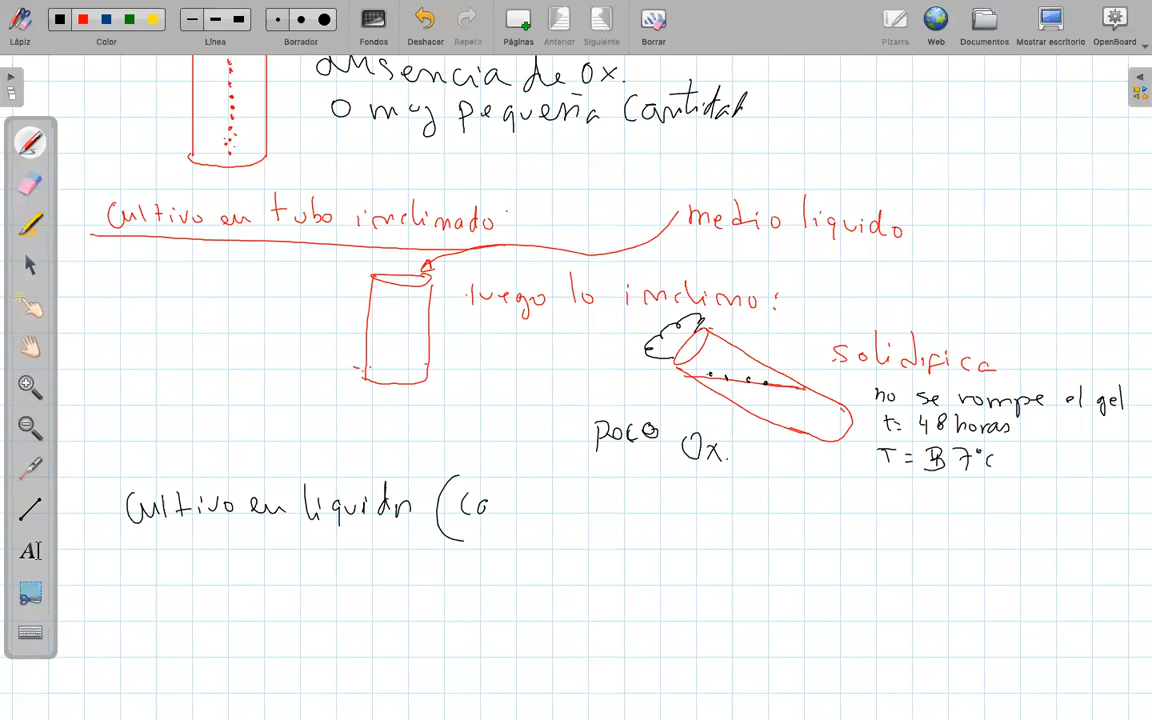 Lápiz Color Línea Borrador Fondos Deshacer Repetir Páginas Anterior Siguiente Borrar Pizarra Web Documentos Mostrar escritorio OpenBoard
ausencia de Ox.
o muy pequeña cantidad
Cultivo en tubo inclinado
medio liquido
luego lo inclino:
solidifica
no se rompe el gel
t= 48 horas
poco Ox.
T = 37°C
Cultivo en liquido (co